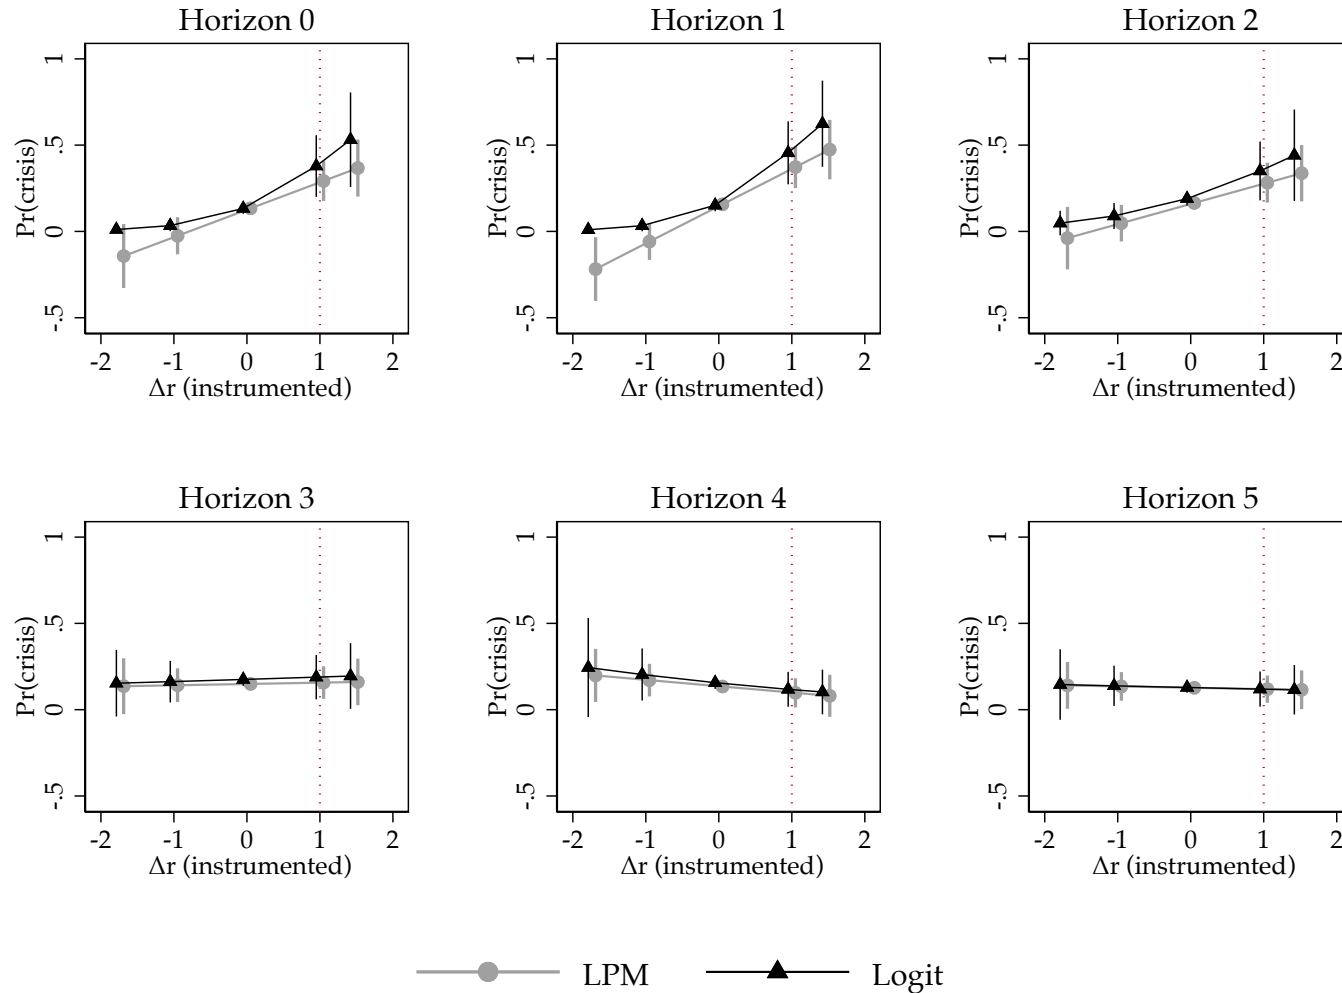 Horizon 0
Pr(crisis)
1
.5
0
-.5
-2 -1 0 1 2
Δr (instrumented)
Horizon 1
Pr(crisis)
1
.5
0
-.5
-2 -1 0 1 2
Δr (instrumented)
Horizon 2
Pr(crisis)
1
.5
0
-.5
-2 -1 0 1 2
Δr (instrumented)
Horizon 3
Pr(crisis)
1
.5
0
-.5
-2 -1 0 1 2
Δr (instrumented)
Horizon 4
Pr(crisis)
1
.5
0
-.5
-2 -1 0 1 2
Δr (instrumented)
Horizon 5
Pr(crisis)
1
.5
0
-.5
-2 -1 0 1 2
Δr (instrumented)
LPM Logit